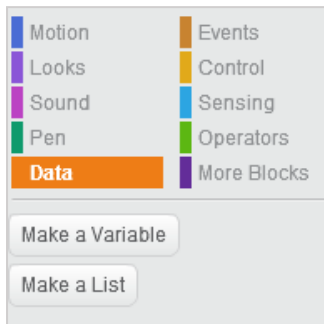 Motion Events
Looks Control
Sound Sensing
Pen Operators
Data More Blocks
Make a Variable
Make a List